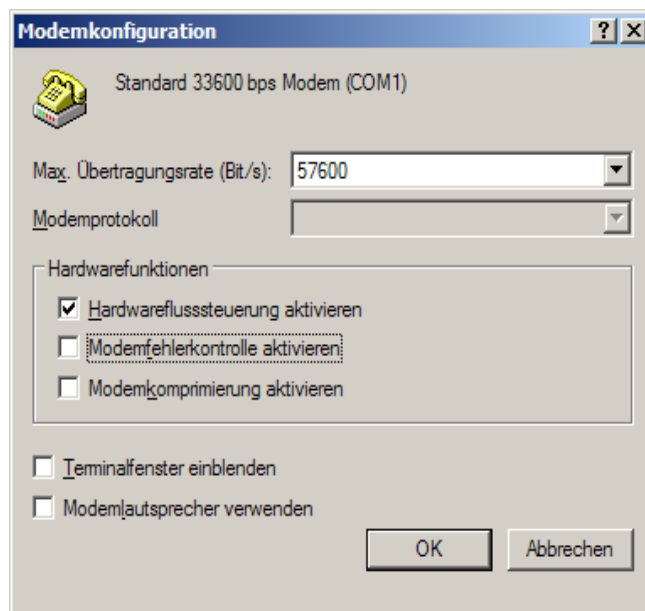 Modemkonfiguration
Standard 33600 bps Modem (COM1)
Max. Übertragungsrate (Bit/s): 57600
Modemprotokoll
Hardwarefunktionen
Hardwareflusssteuerung aktivieren
Modemfehlerkontrolle aktivieren
Modemkomprimierung aktivieren
Terminalfenster einblenden
Modemlautsprecher verwenden
OK Abbrechen